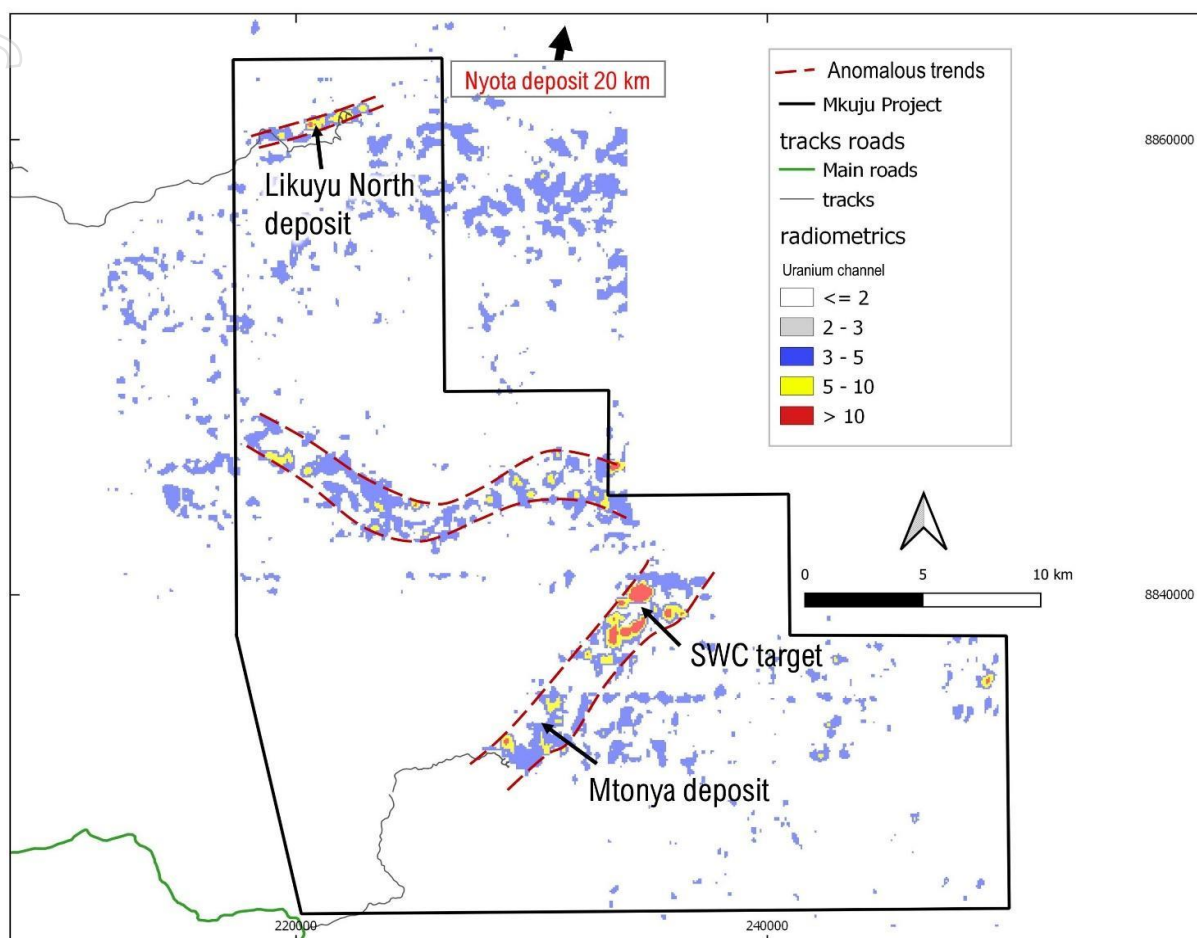 Nyota deposit 20 km
Anomalous trends
Mkuju Project
tracks roads
Main roads
tracks
radiometrics
Uranium channel
<= 2
2 - 3
3 - 5
5 - 10
> 10
8860000
Likuyu North
deposit
0 5 10 km
8840000
SWC target
Mtonya deposit
220000
240000